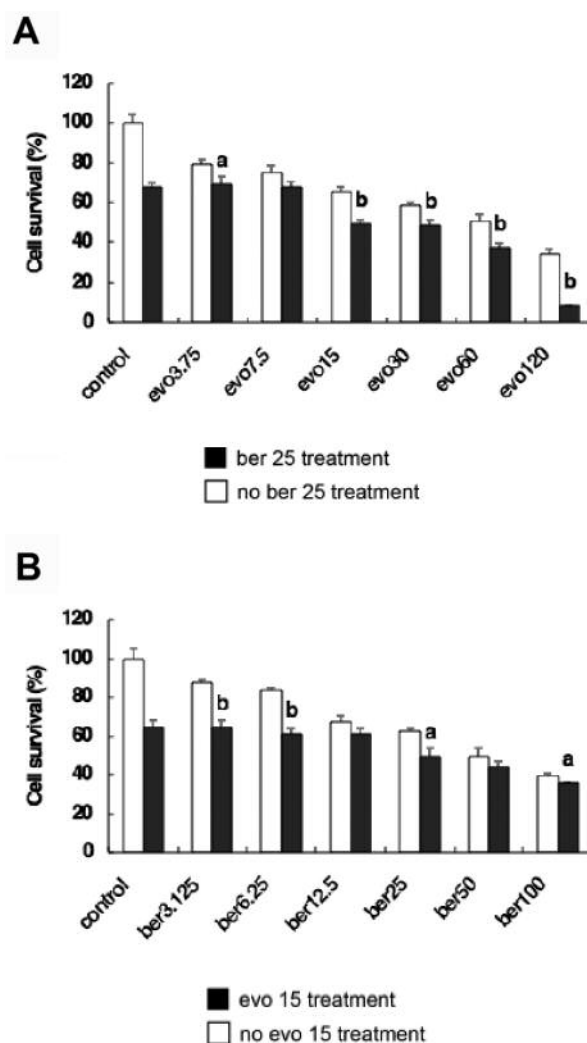 A
120
100
80
60
40
20
0
Cell survival (%)
a
b
b
b
b
control
evo3.75
evo7.5
evo15
evo30
evo60
evo120
ber 25 treatment
no ber 25 treatment
B
120
100
80
60
40
20
0
Cell survival (%)
b
b
a
a
control
ber3.125
ber6.25
ber12.5
ber25
ber50
ber100
evo 15 treatment
no evo 15 treatment